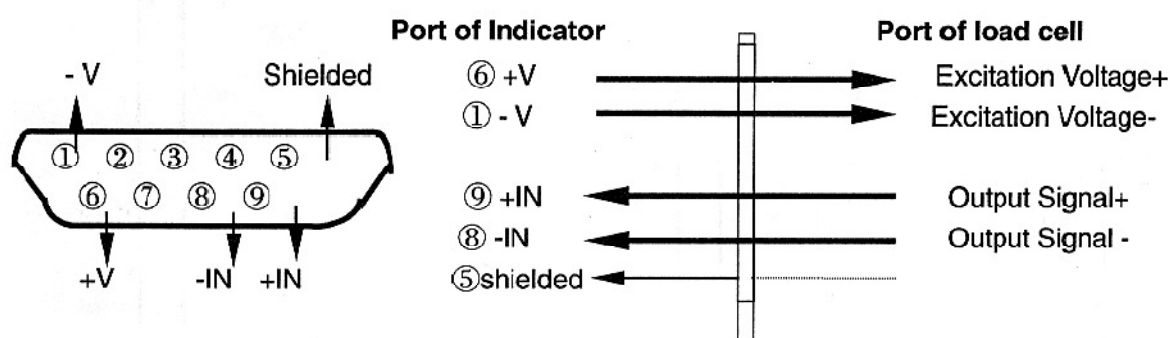 Port of Indicator
Port of load cell
- V
Shielded
① ② ③ ④ ⑤
⑥ ⑦ ⑧ ⑨
+V
-IN
+IN
⑥ +V
Excitation Voltage+
① - V
Excitation Voltage-
⑨ +IN
Output Signal+
⑧ -IN
Output Signal -
⑤shielded